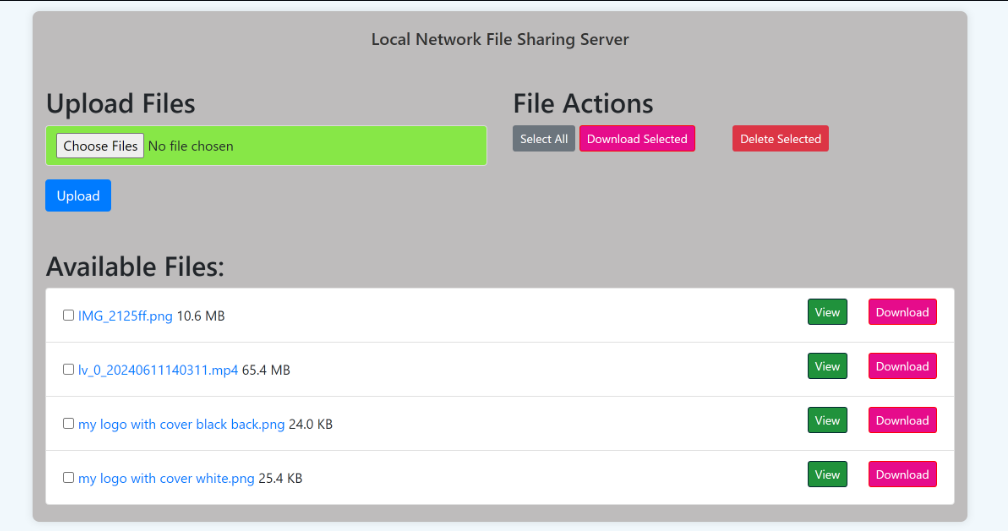 Local Network File Sharing Server
Upload Files
Choose Files No file chosen
Upload
File Actions
Select All Download Selected Delete Selected
Available Files:
IMG_2125ff.png 10.6 MB View Download
lv_0_20240611140311.mp4 65.4 MB View Download
my logo with cover black back.png 24.0 KB View Download
my logo with cover white.png 25.4 KB View Download